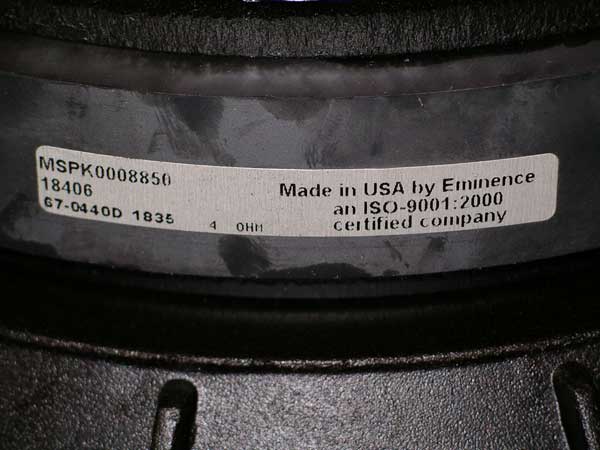 MSPK0008850
18406
67-0440D 1835 4 OHM
Made in USA by Eminence
an ISO-9001:2000
certified company